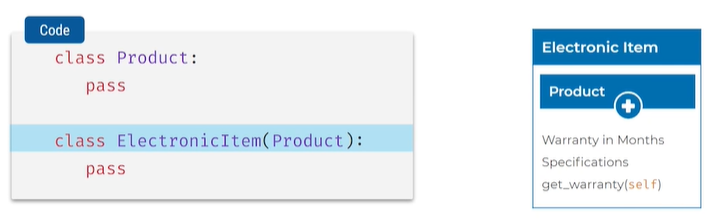 Code
class Product:
pass
class ElectronicItem(Product):
pass
Electronic Item
Product
Warranty in Months
Specifications
get_warranty(self)